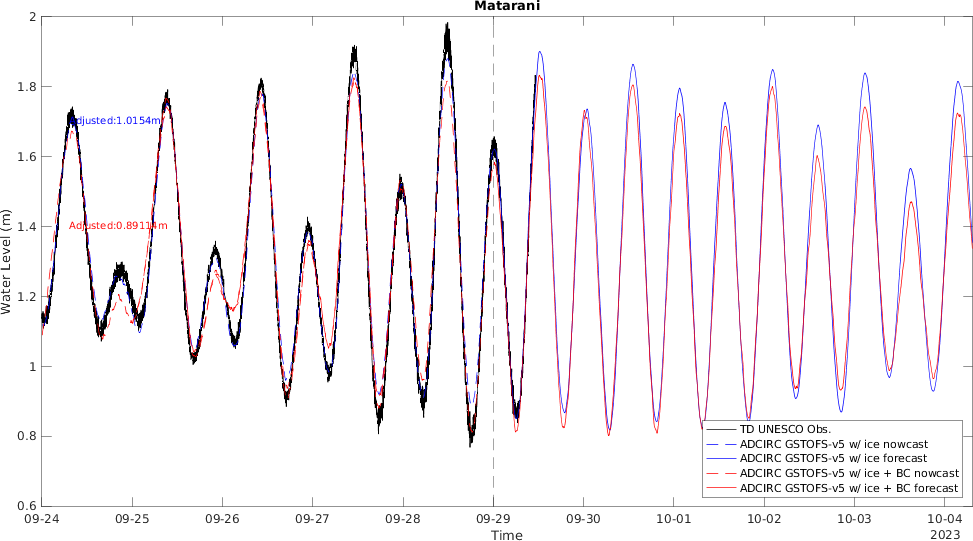 Matarani
2
1.8
1.6
1.4
1.2
1
0.8
0.6
Water Level (m)
Adjusted:1.0154m
Adjusted:0.89114m
TD UNESCO Obs.
ADCIRC GSTOFS-v5 w/ ice nowcast
ADCIRC GSTOFS-v5 w/ ice forecast
ADCIRC GSTOFS-v5 w/ ice + BC nowcast
ADCIRC GSTOFS-v5 w/ ice + BC forecast
09-24 09-25 09-26 09-27 09-28 09-29 09-30 10-01 10-02 10-03 10-04
Time 2023